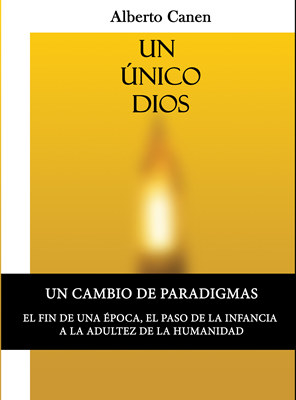 Alberto Canen
UN
ÚNICO
DIOS
UN CAMBIO DE PARADIGMAS
EL FIN DE UNA ÉPOCA, EL PASO DE LA INFANCIA
A LA ADULTEZ DE LA HUMANIDAD